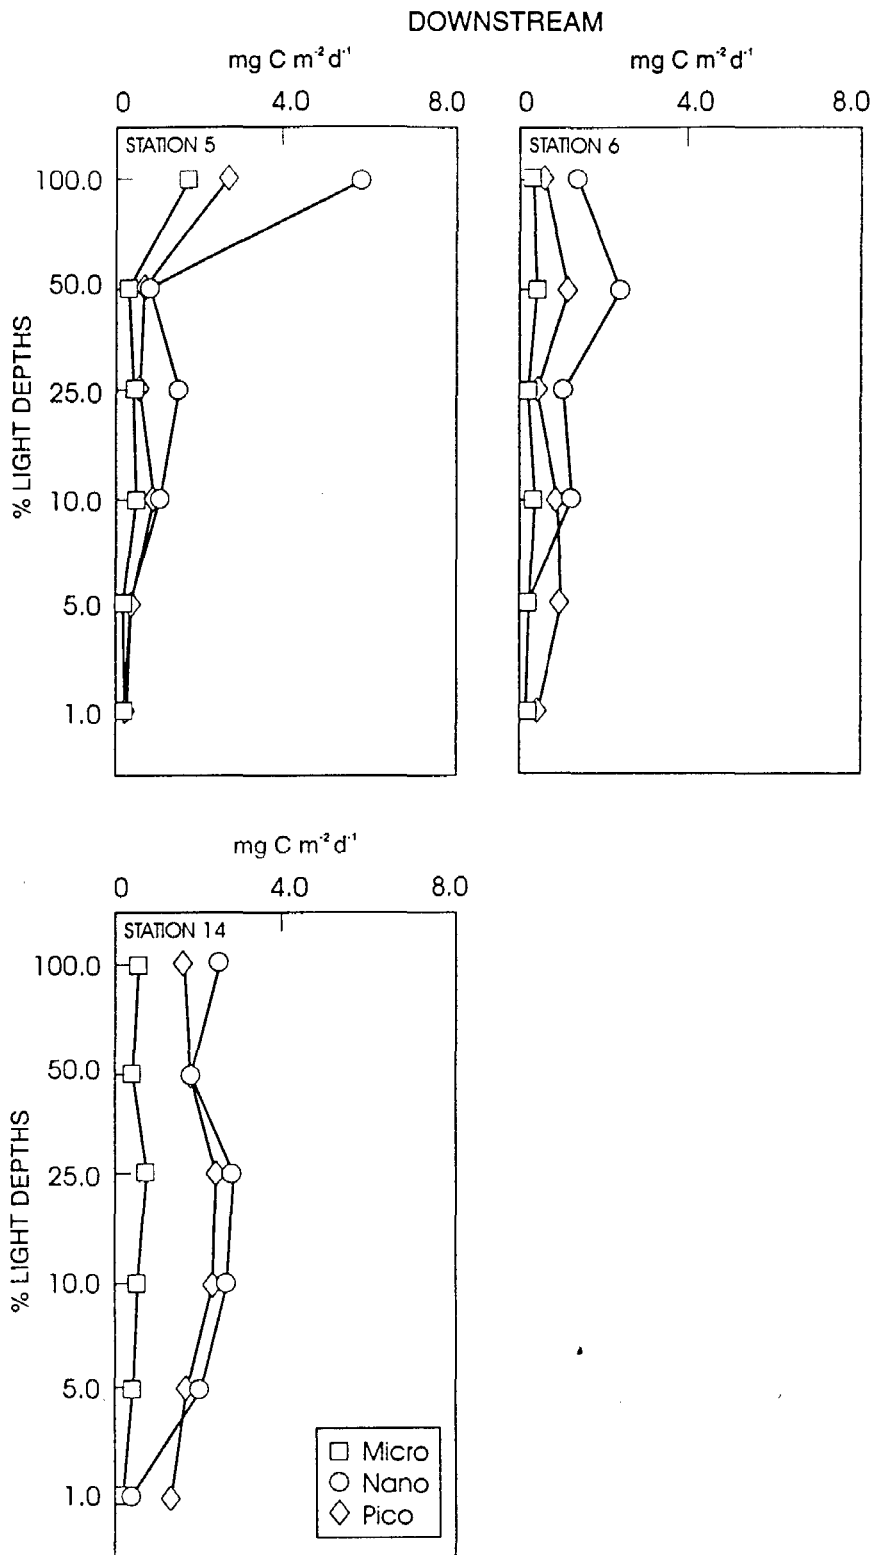 DOWNSTREAM
mg C m⁻² d⁻¹
mg C m⁻² d⁻¹
0 4.0 8.0
0 4.0 8.0
STATION 5
STATION 6
% LIGHT DEPTHS
100.0
50.0
25.0
10.0
5.0
1.0
mg C m⁻² d⁻¹
0 4.0 8.0
STATION 14
% LIGHT DEPTHS
100.0
50.0
25.0
10.0
5.0
1.0
Micro
Nano
Pico